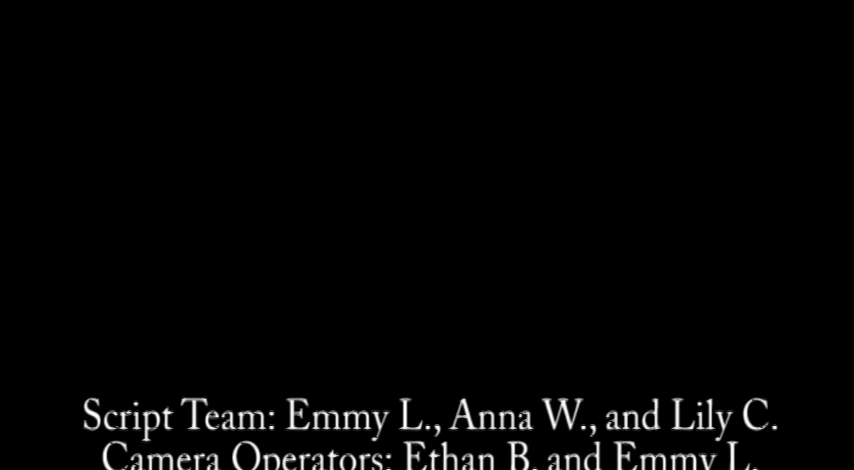 Script Team: Emmy L., Anna W., and Lily C.
Camera Operators: Ethan B. and Emmy L.